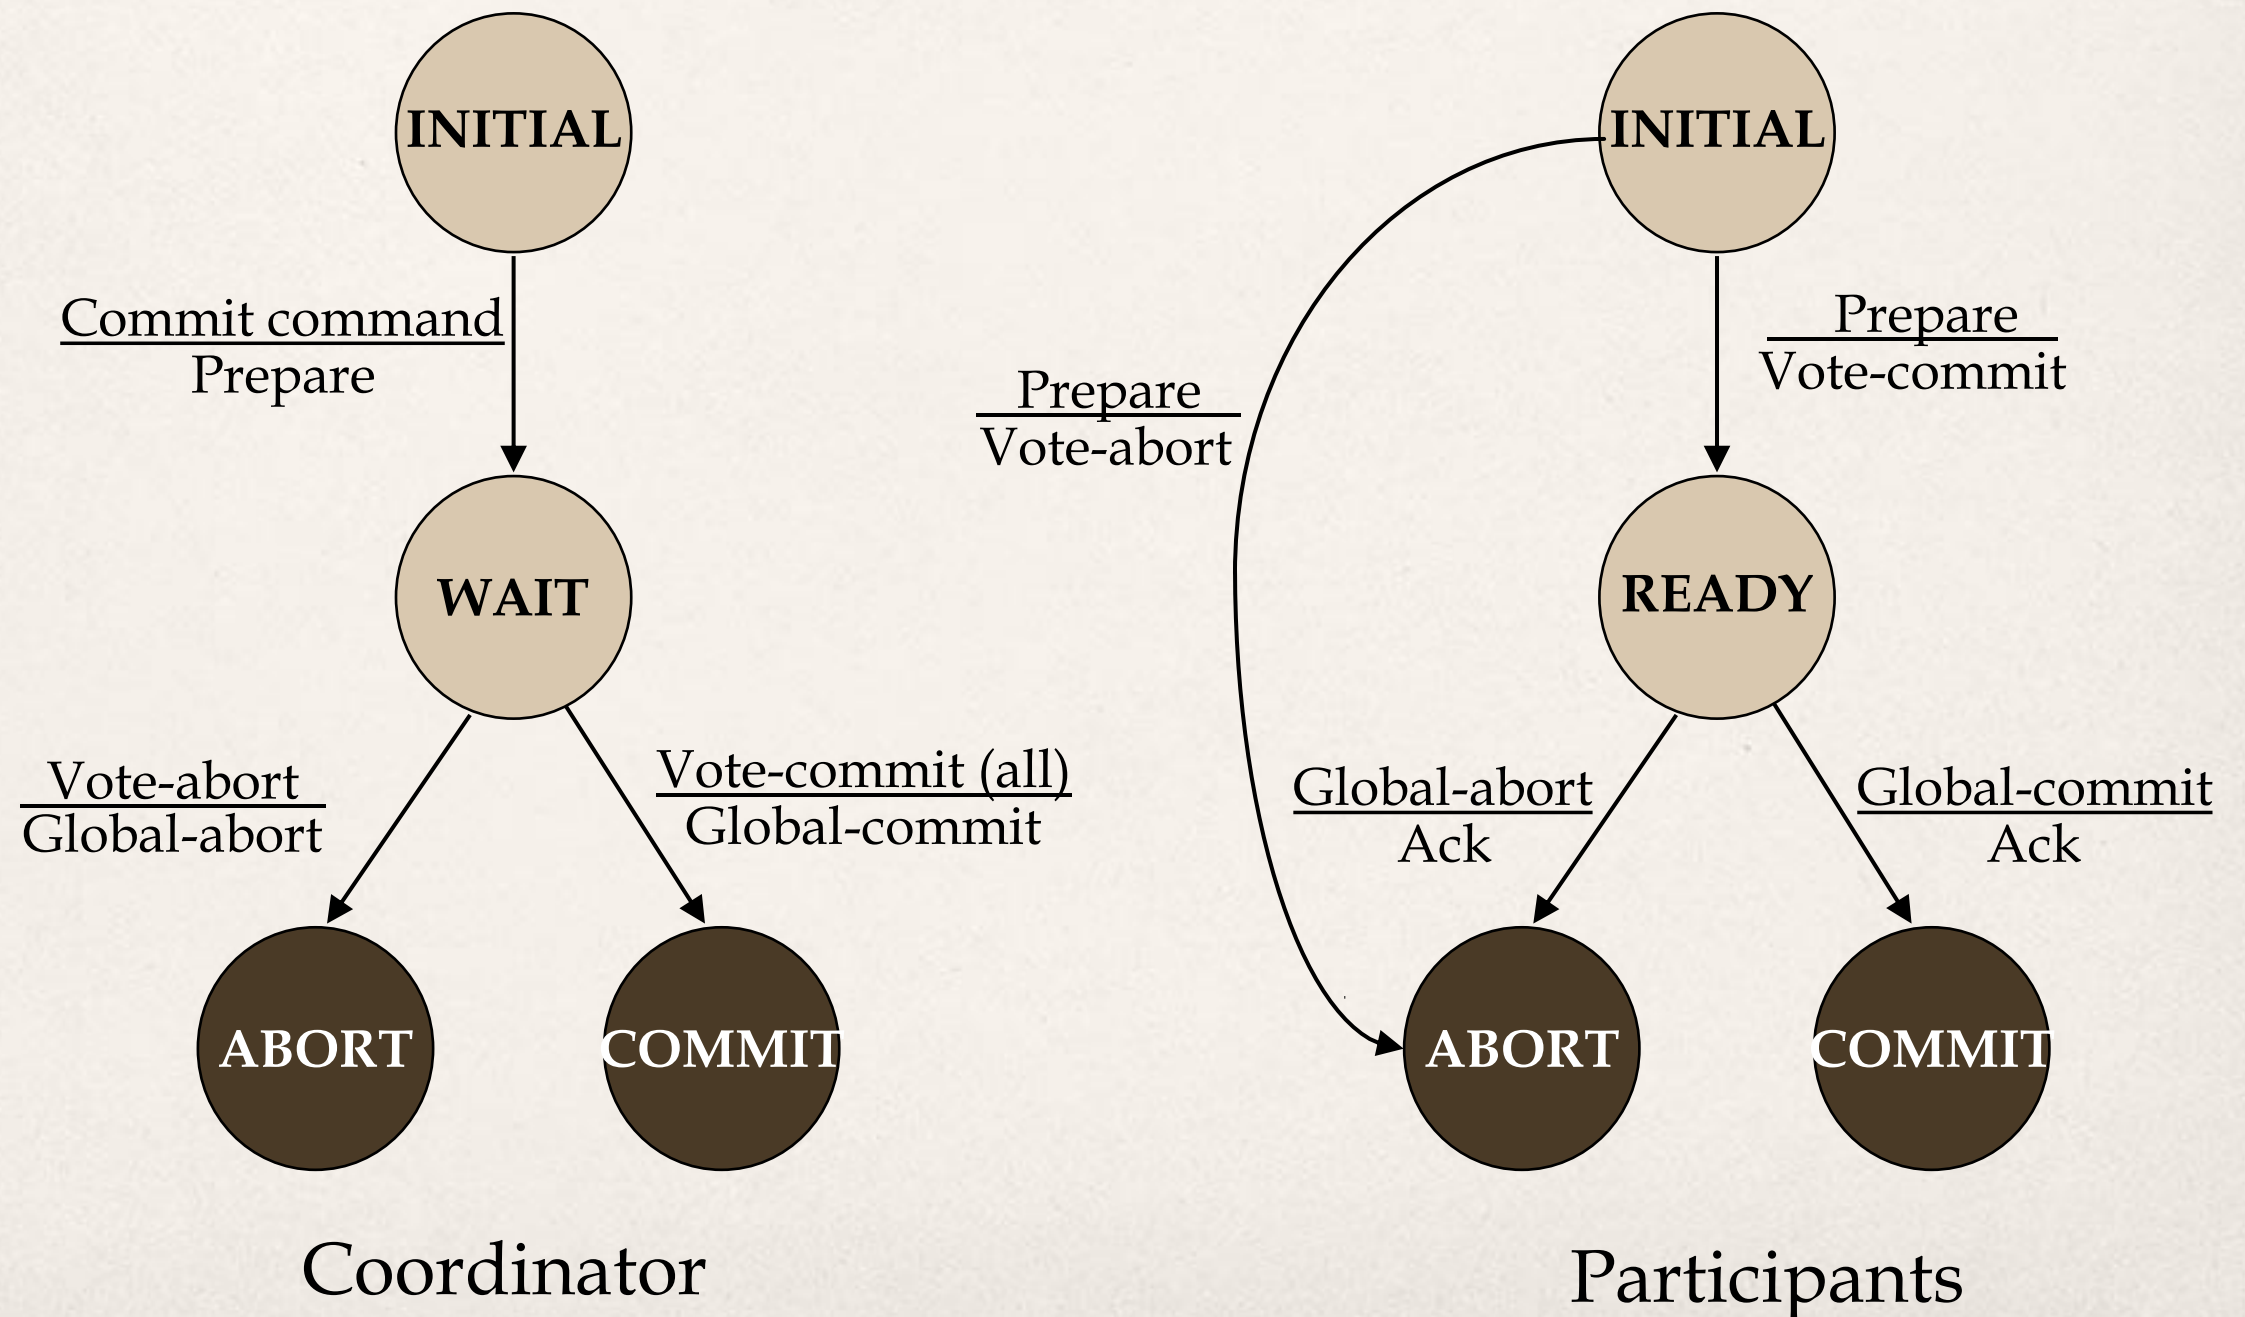 INITIAL
Commit command
Prepare
WAIT
Vote-abort
Global-abort
Vote-commit (all)
Global-commit
ABORT
COMMIT
Coordinator
INITIAL
Prepare
Vote-commit
Prepare
Vote-abort
READY
Global-abort
Ack
Global-commit
Ack
ABORT
COMMIT
Participants